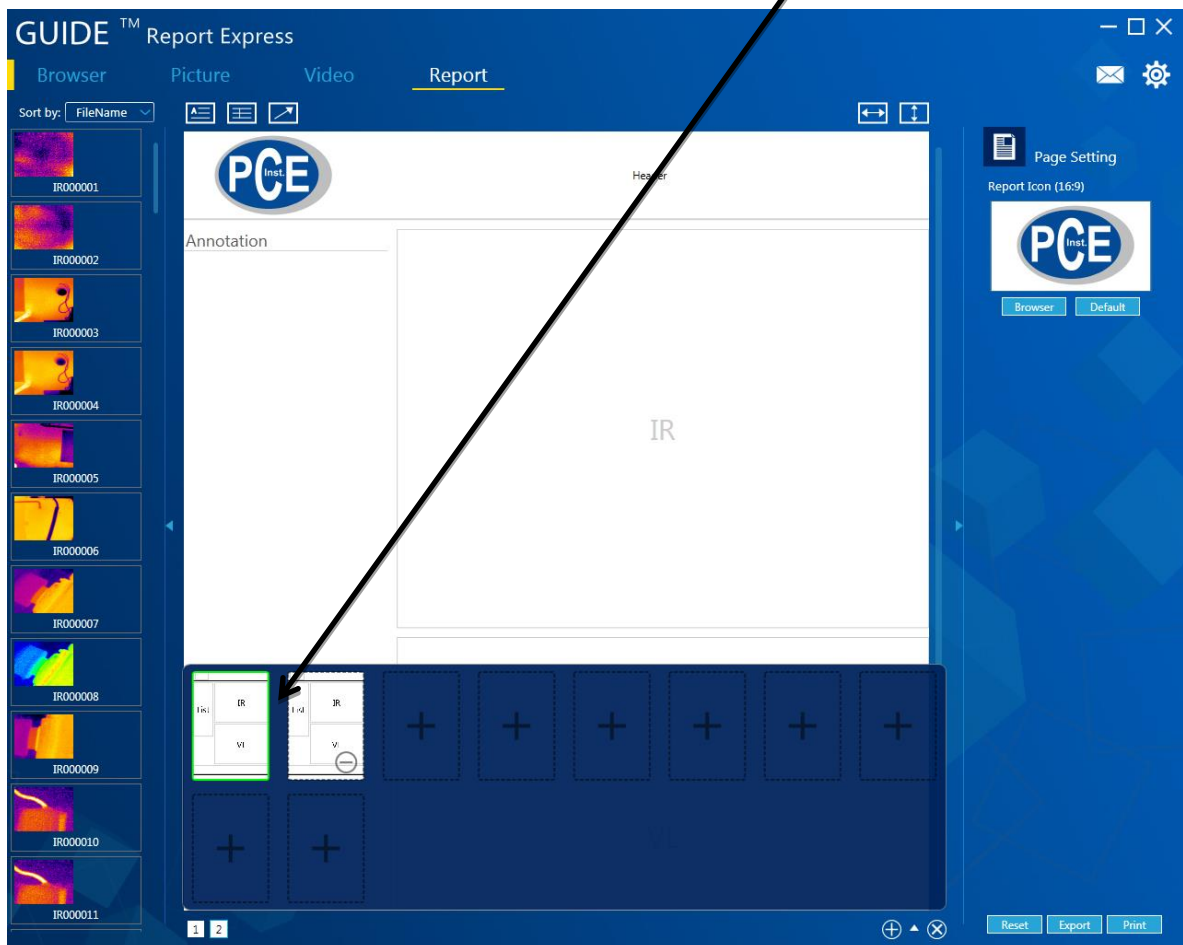 GUIDE ™ Report Express
Browser Picture Video Report
Sort by: FileName
IR000001
IR000002
IR000003
IR000004
IR000005
IR000006
IR000007
IR000008
IR000009
IR000010
IR000011
PCE Inst.
Header
Annotation
IR
List IR
VI
List IR
VI
VI
1 2
Page Setting
Report Icon (16:9)
PCE Inst.
Browser Default
Reset Export Print